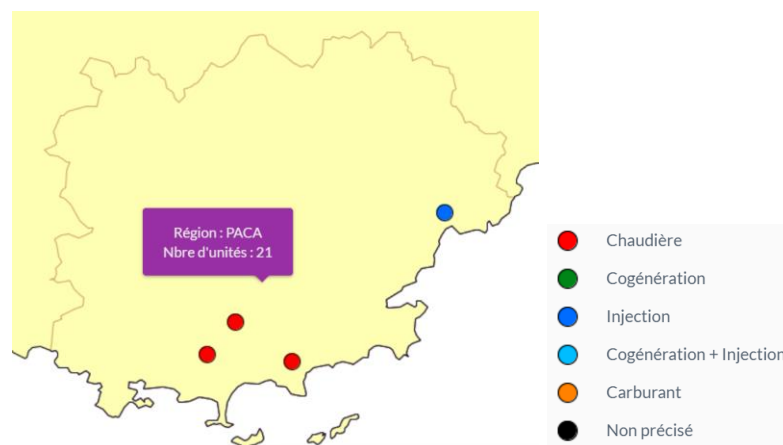 Région : PACA
Nbre d'unités : 21
Chaudière
Cogénération
Injection
Cogénération + Injection
Carburant
Non précisé